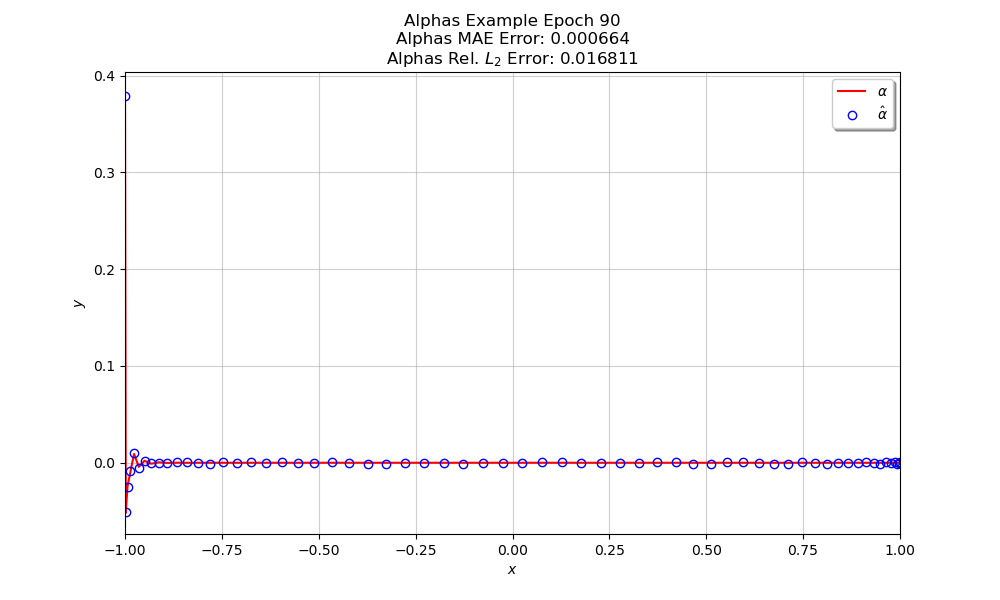 Alphas Example Epoch 90
Alphas MAE Error: 0.000664
Alphas Rel. $L_2$ Error: 0.016811
0.4
α
α̂
0.3
0.2
y
0.1
0.0
−1.00 −0.75 −0.50 −0.25 0.00 0.25 0.50 0.75 1.00
x